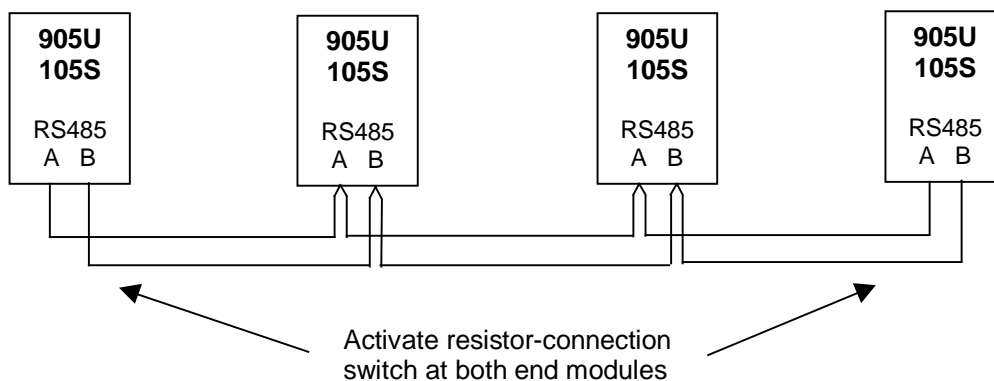 905U
105S
RS485
A B
905U
105S
RS485
A B
905U
105S
RS485
A B
905U
105S
RS485
A B
Activate resistor-connection
switch at both end modules